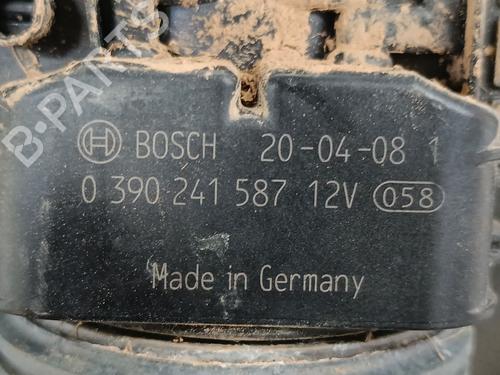 BOSCH 20-04-08 1
0 390 241 587 12V 058
Made in Germany
B-PARTS